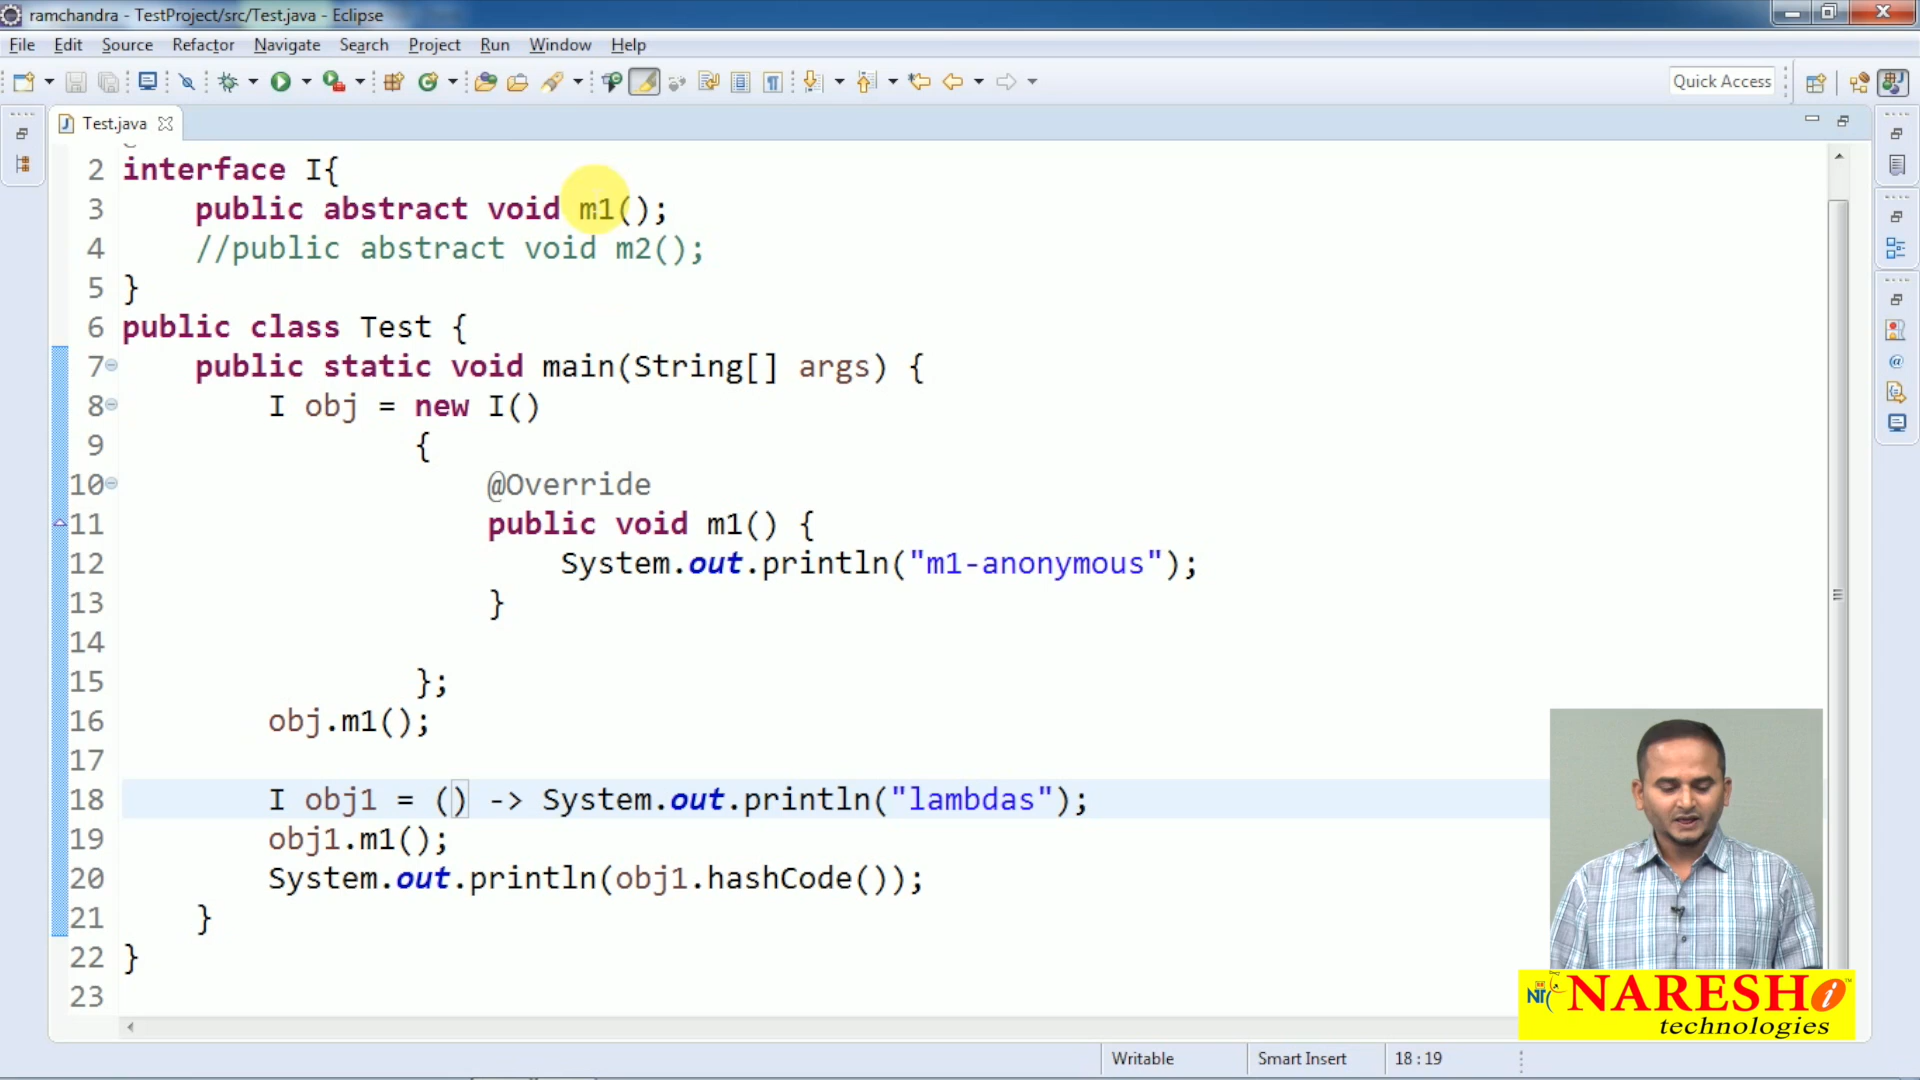 ramchandra - TestProject/src/Test.java - Eclipse
File Edit Source Refactor Navigate Search Project Run Window Help
Quick Access
Test.java
2 interface I{
3 public abstract void m1();
4 //public abstract void m2();
5 }
6 public class Test {
7 public static void main(String[] args) {
8 I obj = new I()
9 {
10 @Override
11 public void m1() {
12 System.out.println("m1-anonymous");
13 }
14
15 };
16 obj.m1();
17
18 I obj1 = () -> System.out.println("lambdas");
19 obj1.m1();
20 System.out.println(obj1.hashCode());
21 }
22 }
23
NARESH i
technologies
Writable Smart Insert 18 : 19